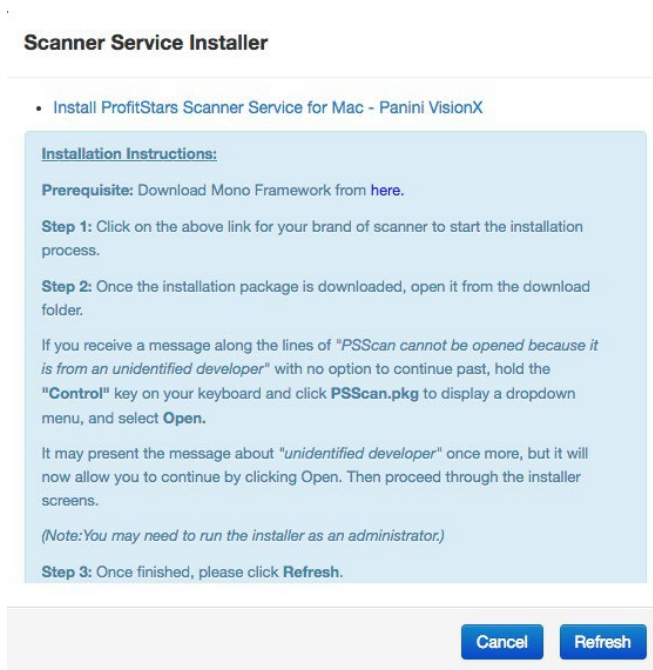 Scanner Service Installer
• Install ProfitStars Scanner Service for Mac - Panini VisionX
Installation Instructions:
Prerequisite: Download Mono Framework from here.
Step 1: Click on the above link for your brand of scanner to start the installation
process.
Step 2: Once the installation package is downloaded, open it from the download
folder.
If you receive a message along the lines of "PSScan cannot be opened because it
is from an unidentified developer" with no option to continue past, hold the
"Control" key on your keyboard and click PSScan.pkg to display a dropdown
menu, and select Open.
It may present the message about "unidentified developer" once more, but it will
now allow you to continue by clicking Open. Then proceed through the installer
screens.
(Note:You may need to run the installer as an administrator.)
Step 3: Once finished, please click Refresh.
Cancel Refresh